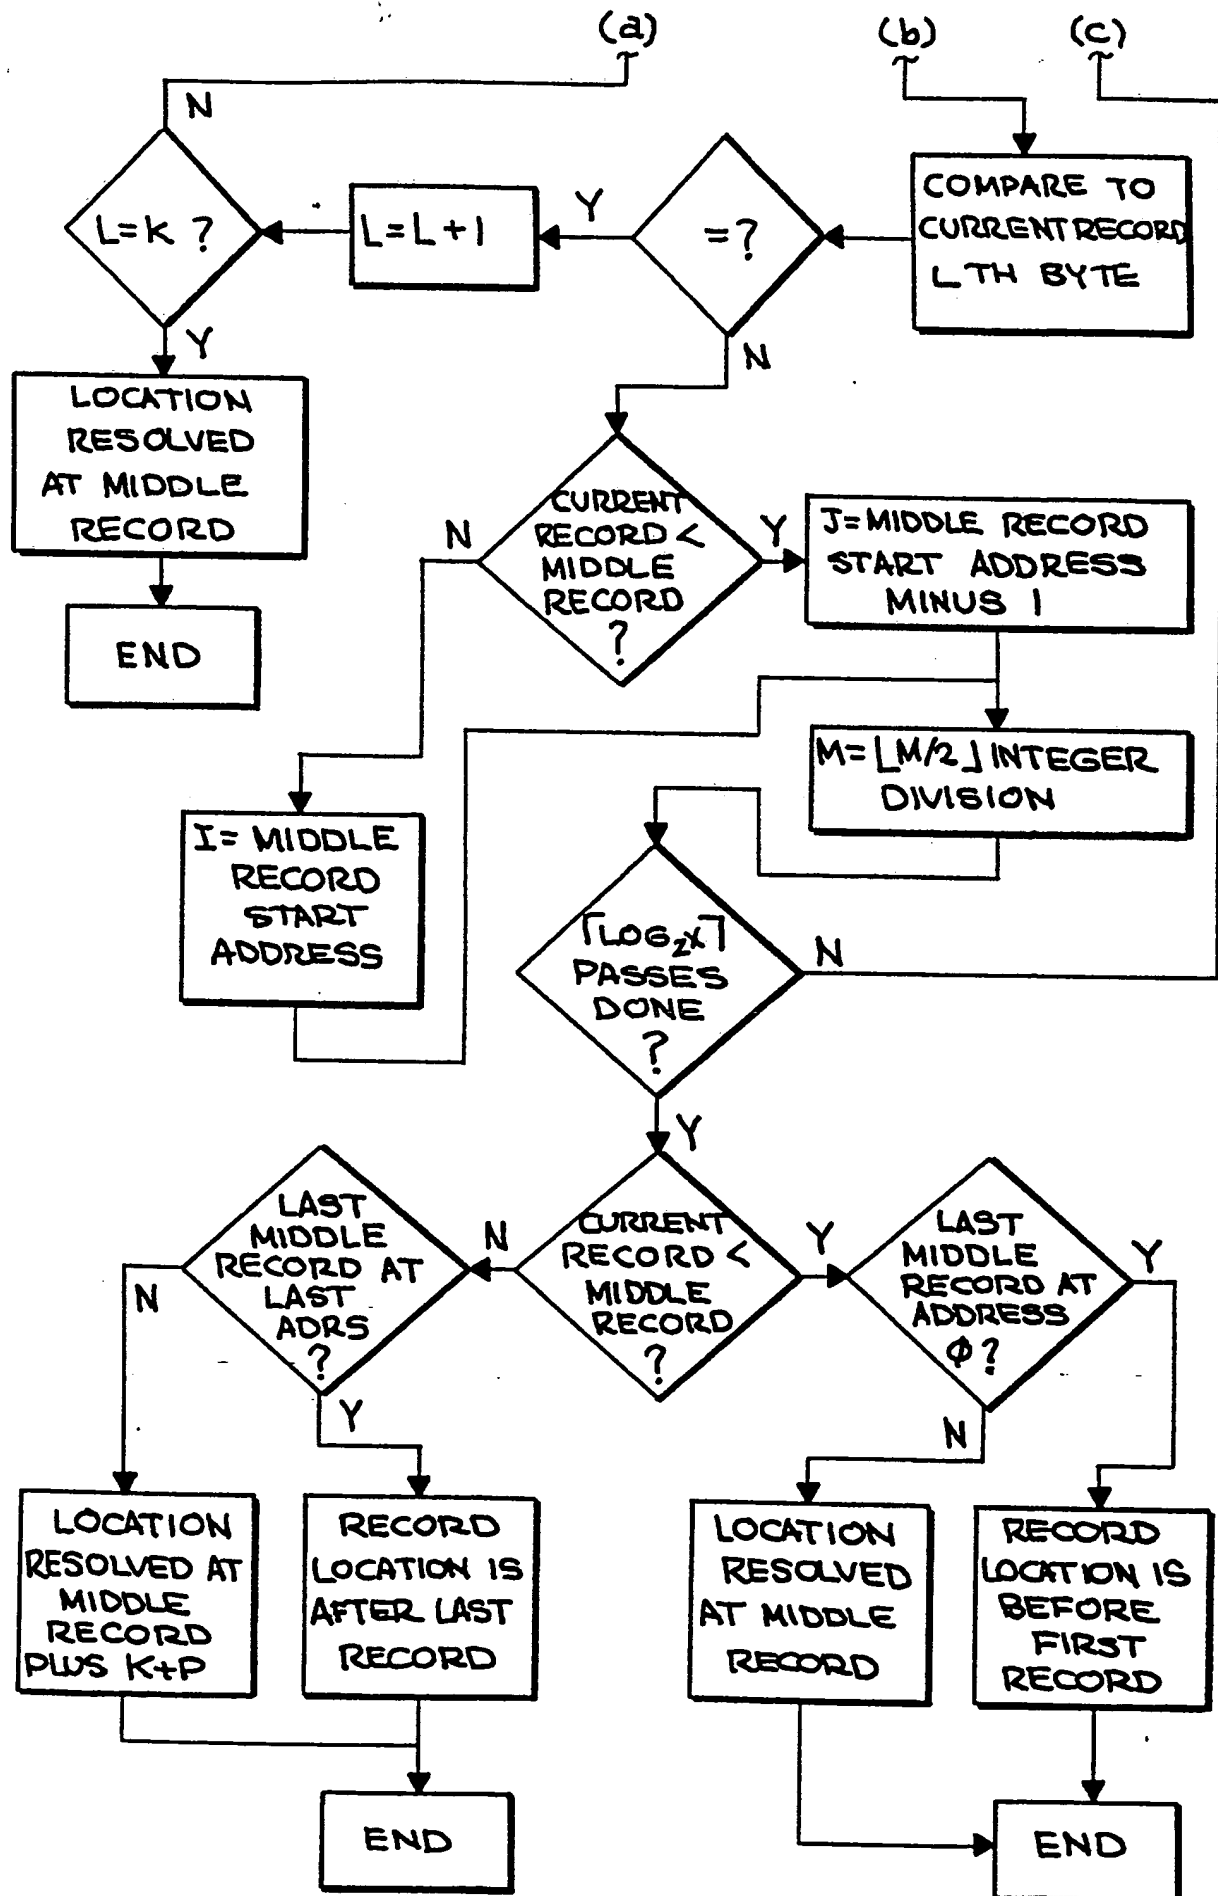 (a)
(b)
(c)
N
L=K ?
L=L+1
Y
=?
COMPARE TO
CURRENT RECORD
L TH BYTE
Y
N
LOCATION
RESOLVED
AT MIDDLE
RECORD
END
N
CURRENT
RECORD <
MIDDLE
RECORD
?
Y
J=MIDDLE RECORD
START ADDRESS
MINUS 1
M=⌊M/2⌋ INTEGER
DIVISION
I= MIDDLE
RECORD
START
ADDRESS
⌈LOG₂X⌉
PASSES
DONE
?
N
Y
LAST
MIDDLE
RECORD AT
LAST
ADRS
?
N
CURRENT
RECORD <
MIDDLE
RECORD
?
Y
LAST
MIDDLE
RECORD AT
ADDRESS
Φ?
Y
N
Y
N
LOCATION
RESOLVED AT
MIDDLE
RECORD
PLUS K+P
RECORD
LOCATION IS
AFTER LAST
RECORD
LOCATION
RESOLVED
AT MIDDLE
RECORD
RECORD
LOCATION IS
BEFORE
FIRST
RECORD
END
END